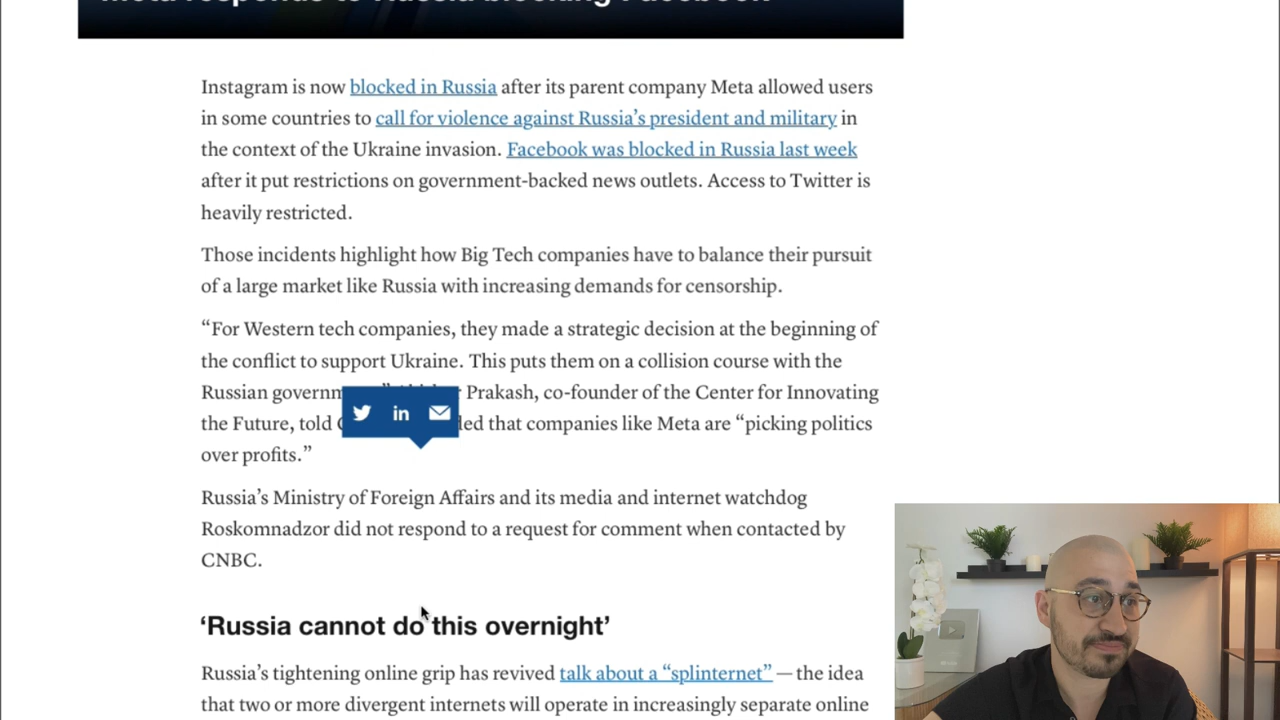 Meta responds to Russia blocking Facebook
Instagram is now blocked in Russia after its parent company Meta allowed users
in some countries to call for violence against Russia’s president and military in
the context of the Ukraine invasion. Facebook was blocked in Russia last week
after it put restrictions on government-backed news outlets. Access to Twitter is
heavily restricted.
Those incidents highlight how Big Tech companies have to balance their pursuit
of a large market like Russia with increasing demands for censorship.
“For Western tech companies, they made a strategic decision at the beginning of
the conflict to support Ukraine. This puts them on a collision course with the
Russian Prakash, co-founder of the Center for Innovating
the Future, told that companies like Meta are “picking politics
over profits.”
in
Russia’s Ministry of Foreign Affairs and its media and internet watchdog
Roskomnadzor did not respond to a request for comment when contacted by
CNBC.
‘Russia cannot do this overnight’
Russia’s tightening online grip has revived talk about a “splinternet” — the idea
that two or more divergent internets will operate in increasingly separate online